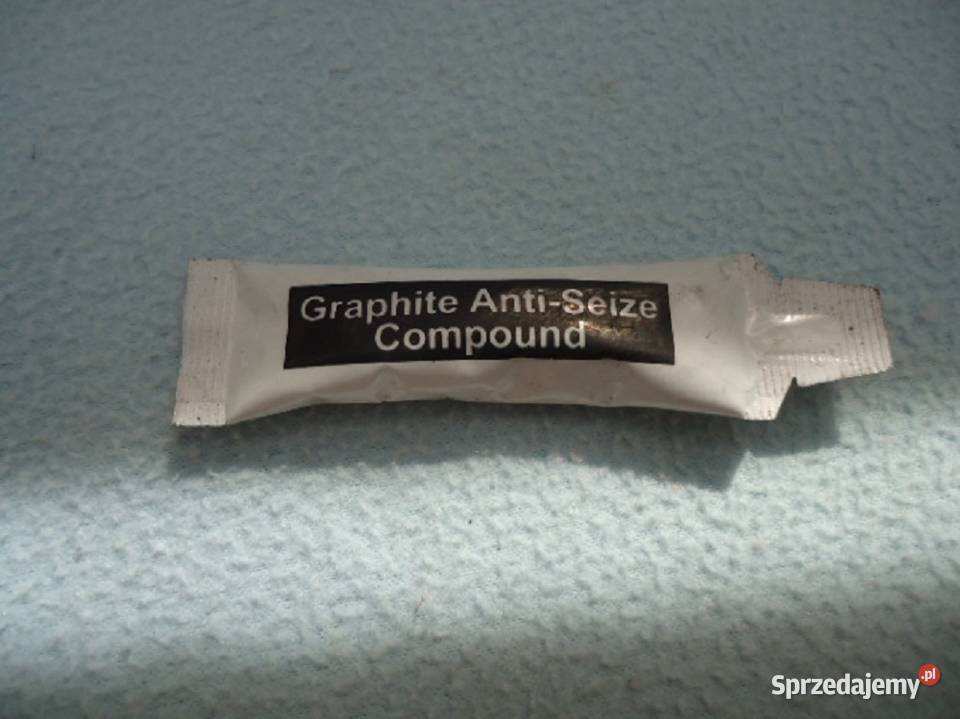 Graphite Anti-Seize
Compound
Sprzedajemy.pl